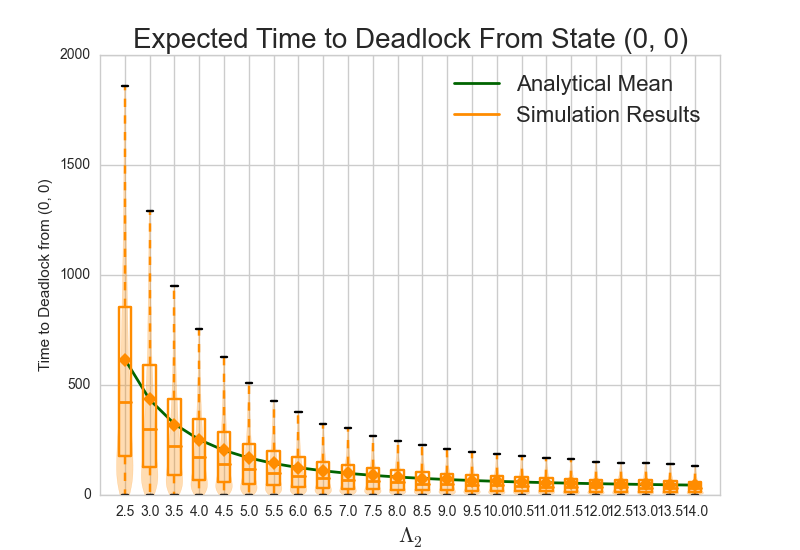 Expected Time to Deadlock From State (0, 0)
Analytical Mean
Simulation Results
Time to Deadlock from (0, 0)
2000
1500
1000
500
0
2.5 3.0 3.5 4.0 4.5 5.0 5.5 6.0 6.5 7.0 7.5 8.0 8.5 9.0 9.5 10.0 10.5 11.0 11.5 12.0 12.5 13.0 13.5 14.0
Λ₂